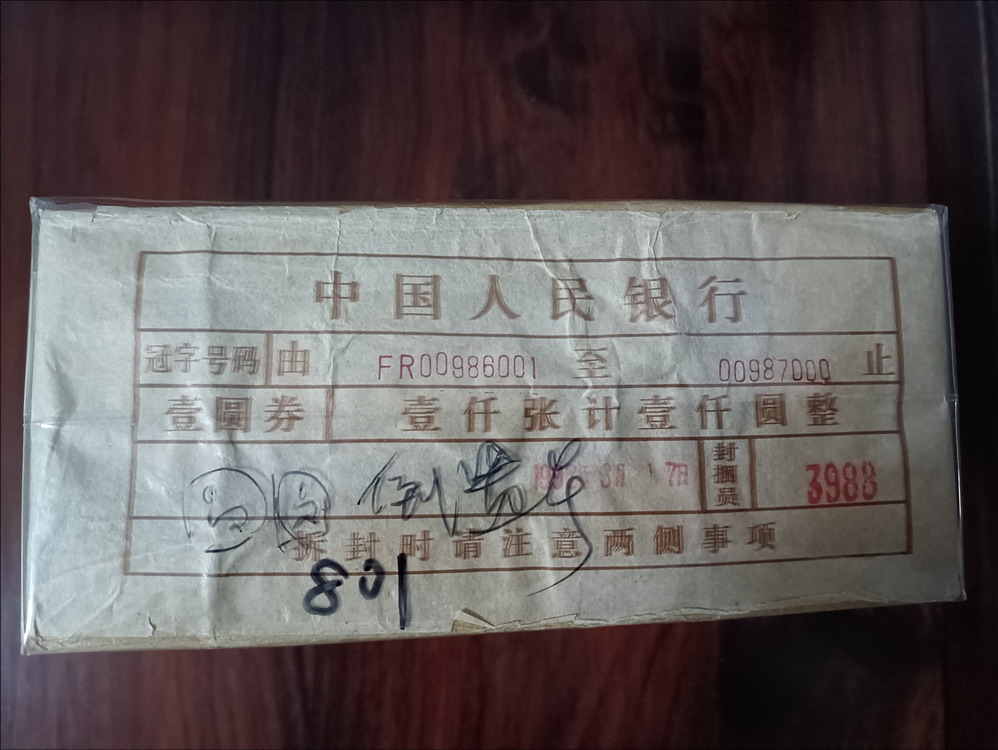 中国人民银行
冠字号码 由 FR00986001 至 00987000 止
壹圆券 壹仟张计壹仟圆整
封捆员 3988
拆封时请注意两侧事项
801